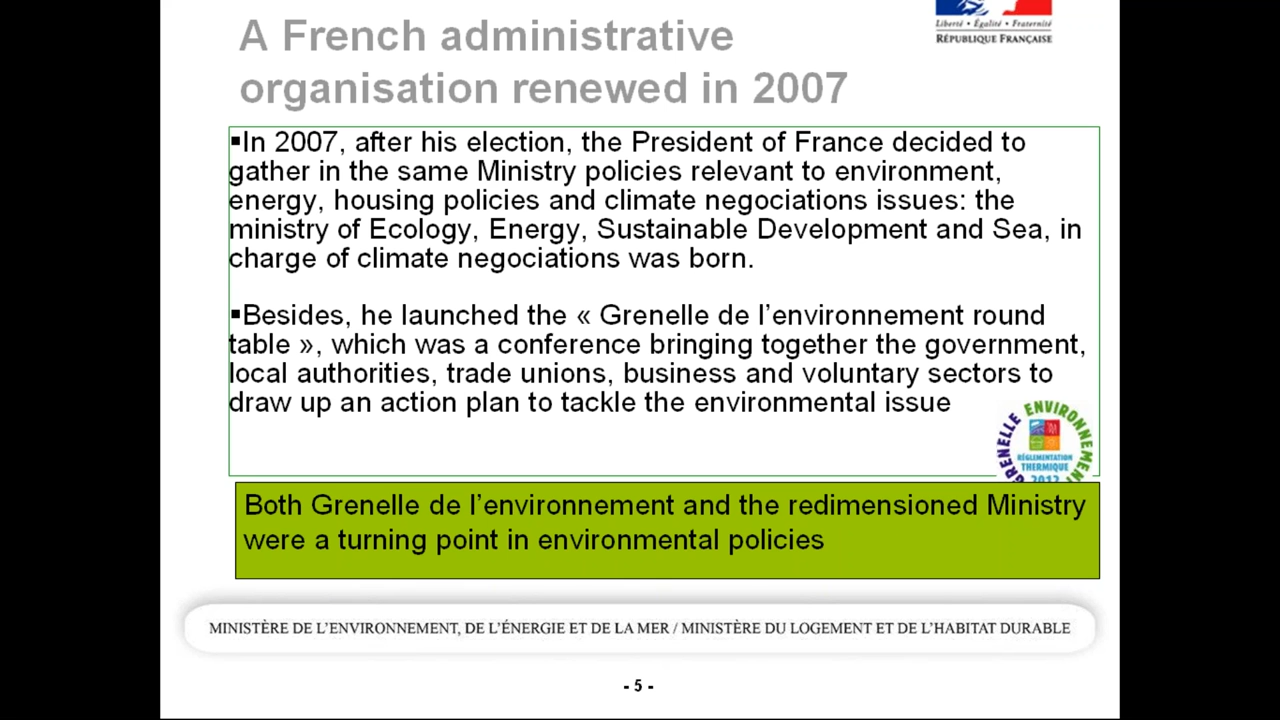 A French administrative
organisation renewed in 2007
Liberté • Égalité • Fraternité
RÉPUBLIQUE FRANÇAISE
▪In 2007, after his election, the President of France decided to
gather in the same Ministry policies relevant to environment,
energy, housing policies and climate negociations issues: the
ministry of Ecology, Energy, Sustainable Development and Sea, in
charge of climate negociations was born.
▪Besides, he launched the « Grenelle de l’environnement round
table », which was a conference bringing together the government,
local authorities, trade unions, business and voluntary sectors to
draw up an action plan to tackle the environmental issue
GRENELLE ENVIRONNEMENT
RÉGLEMENTATION
THERMIQUE
2012
Both Grenelle de l’environnement and the redimensioned Ministry
were a turning point in environmental policies
MINISTÈRE DE L’ENVIRONNEMENT, DE L’ÉNERGIE ET DE LA MER / MINISTÈRE DU LOGEMENT ET DE L’HABITAT DURABLE
- 5 -